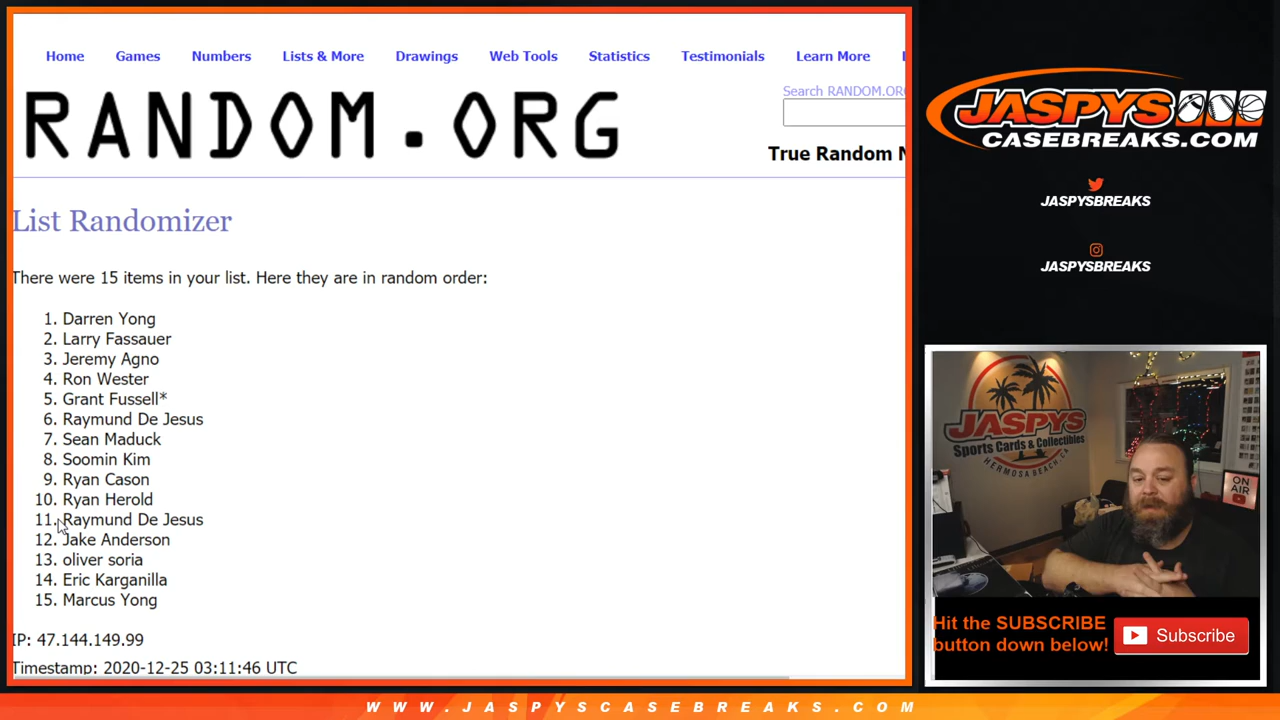 Home Games Numbers Lists & More Drawings Web Tools Statistics Testimonials Learn More
RANDOM.ORG
Search RANDOM.ORG
True Random N
List Randomizer
There were 15 items in your list. Here they are in random order:
1. Darren Yong
2. Larry Fassauer
3. Jeremy Agno
4. Ron Wester
5. Grant Fussell*
6. Raymund De Jesus
7. Sean Maduck
8. Soomin Kim
9. Ryan Cason
10. Ryan Herold
11. Raymund De Jesus
12. Jake Anderson
13. oliver soria
14. Eric Karganilla
15. Marcus Yong
IP: 47.144.149.99
Timestamp: 2020-12-25 03:11:46 UTC
JASPYS
CASEBREAKS.COM
JASPYSBREAKS
JASPYSBREAKS
JASPYS
Sports Cards & Collectibles
HERMOSA BEACH, CA
ON AIR
Hit the SUBSCRIBE
button down below!
Subscribe
WWW.JASPYSCASEBREAKS.COM